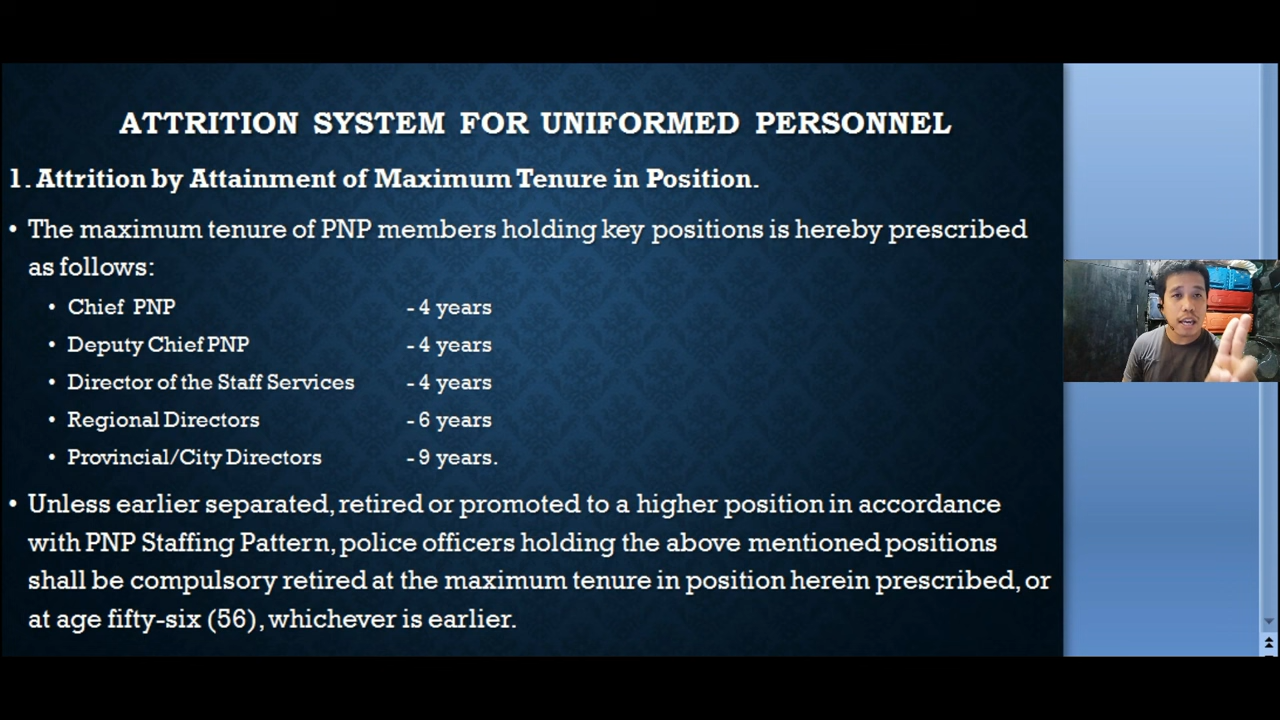 ATTRITION SYSTEM FOR UNIFORMED PERSONNEL
1. Attrition by Attainment of Maximum Tenure in Position.
• The maximum tenure of PNP members holding key positions is hereby prescribed
as follows:
• Chief PNP - 4 years
• Deputy Chief PNP - 4 years
• Director of the Staff Services - 4 years
• Regional Directors - 6 years
• Provincial/City Directors - 9 years.
• Unless earlier separated, retired or promoted to a higher position in accordance
with PNP Staffing Pattern, police officers holding the above mentioned positions
shall be compulsory retired at the maximum tenure in position herein prescribed, or
at age fifty-six (56), whichever is earlier.